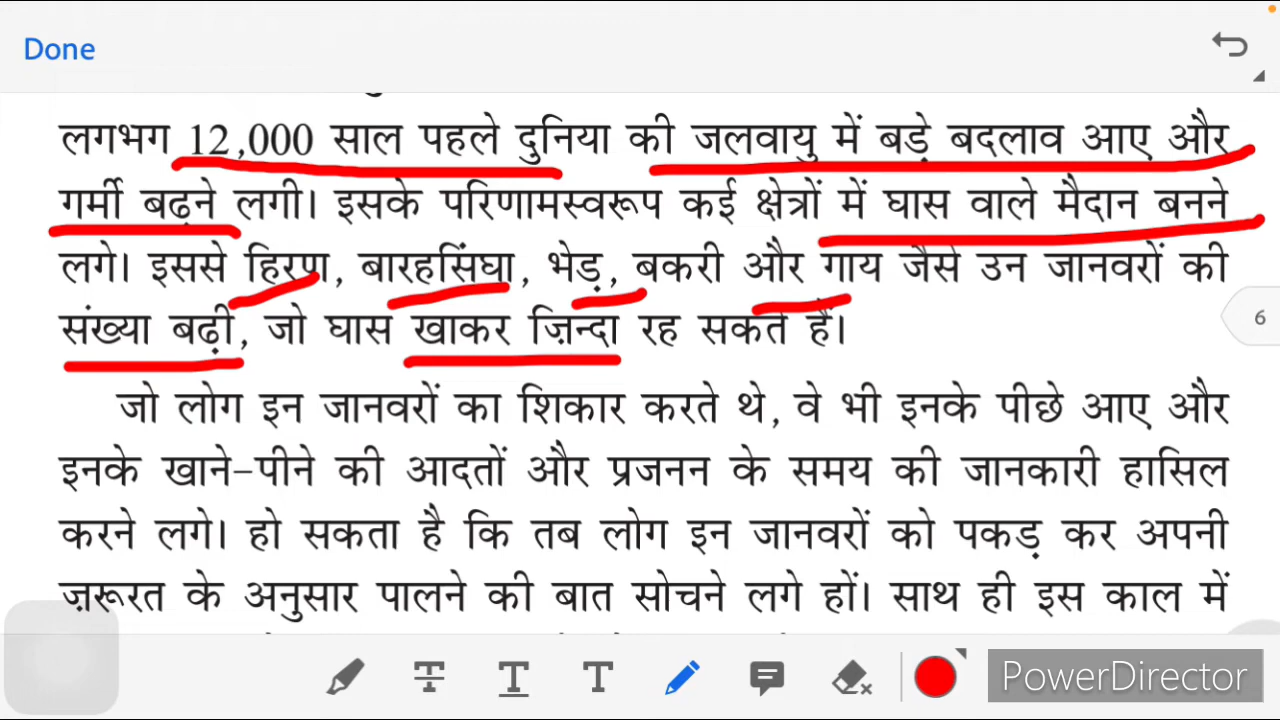 Done
लगभग 12,000 साल पहले दुनिया की जलवायु में बड़े बदलाव आए और
गर्मी बढ़ने लगी। इसके परिणामस्वरूप कई क्षेत्रों में घास वाले मैदान बनने
लगे। इससे हिरण, बारहसिंघा, भेड़, बकरी और गाय जैसे उन जानवरों की
संख्या बढ़ी, जो घास खाकर ज़िन्दा रह सकते हैं।
6
जो लोग इन जानवरों का शिकार करते थे, वे भी इनके पीछे आए और
इनके खाने-पीने की आदतों और प्रजनन के समय की जानकारी हासिल
करने लगे। हो सकता है कि तब लोग इन जानवरों को पकड़ कर अपनी
ज़रूरत के अनुसार पालने की बात सोचने लगे हों। साथ ही इस काल में
T T T
PowerDirector